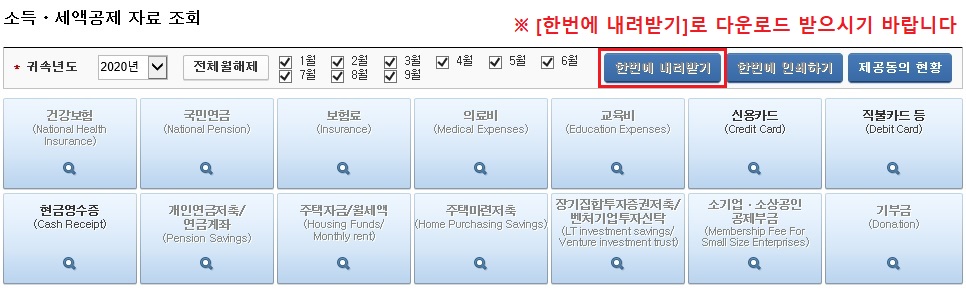 소득·세액공제 자료 조회
※ [한번에 내려받기]로 다운로드 받으시기 바랍니다
* 귀속년도 2020년 전체월해제 1월 2월 3월 4월 5월 6월
7월 8월 9월
한번에 내려받기 한번에 인쇄하기 제공동의 현황
건강보험
(National Health
Insurance)
국민연금
(National Pension)
보험료
(Insurance)
의료비
(Medical Expenses)
교육비
(Education Expenses)
신용카드
(Credit Card)
직불카드 등
(Debit Card)
현금영수증
(Cash Receipt)
개인연금저축/
연금계좌
(Pension Savings)
주택자금/월세액
(Housing Funds/
Monthly rent)
주택마련저축
(Home Purchasing Savings)
장기집합투자증권저축/
벤처기업투자신탁
(LT investment savings/
Venture investment trust)
소기업·소상공인
공제부금
(Membership Fee For
Small Size Enterprises)
기부금
(Donation)